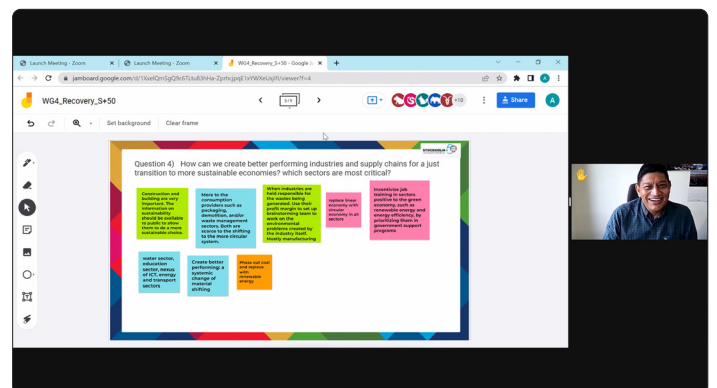 Launch Meeting - Zoom
Launch Meeting - Zoom
WG4_Recovery_S+50 - Google J
WG4_Recovery_S+50
5/9
+10
Share
A
Set background
Clear frame
STOCKHOLM
Question 4) How can we create better performing industries and supply chains for a just
transition to more sustainable economies? which sectors are most critical?
Construction and
building are very
important. The
information on
sustainability
should be available
to public to allow
them to do a more
sustainable choice.
More to the
consumption
providers such as
packaging,
demolition, and/or
waste management
sectors. Both are
scarce to the shifting
to the more circular
system.
When industries are
held responsible for
the wastes being
generated. Use their
profit margin to set up
brainstorming team to
work on the
environmental
problems created by
the industry itself.
Mostly manufacturing
replace linear
economy with
circular
economy in all
sectors
Incentivise job
training in sectors
positive to the green
economy, such as
renewable energy and
energy efficiency, by
prioritizing them in
government support
programs
water sector,
education
sector, nexus
of ICT, energy
and transport
sectors
Create better
performing: a
systemic
change of
material
shifting
Phase out coal
and replace
with
renewable
energy